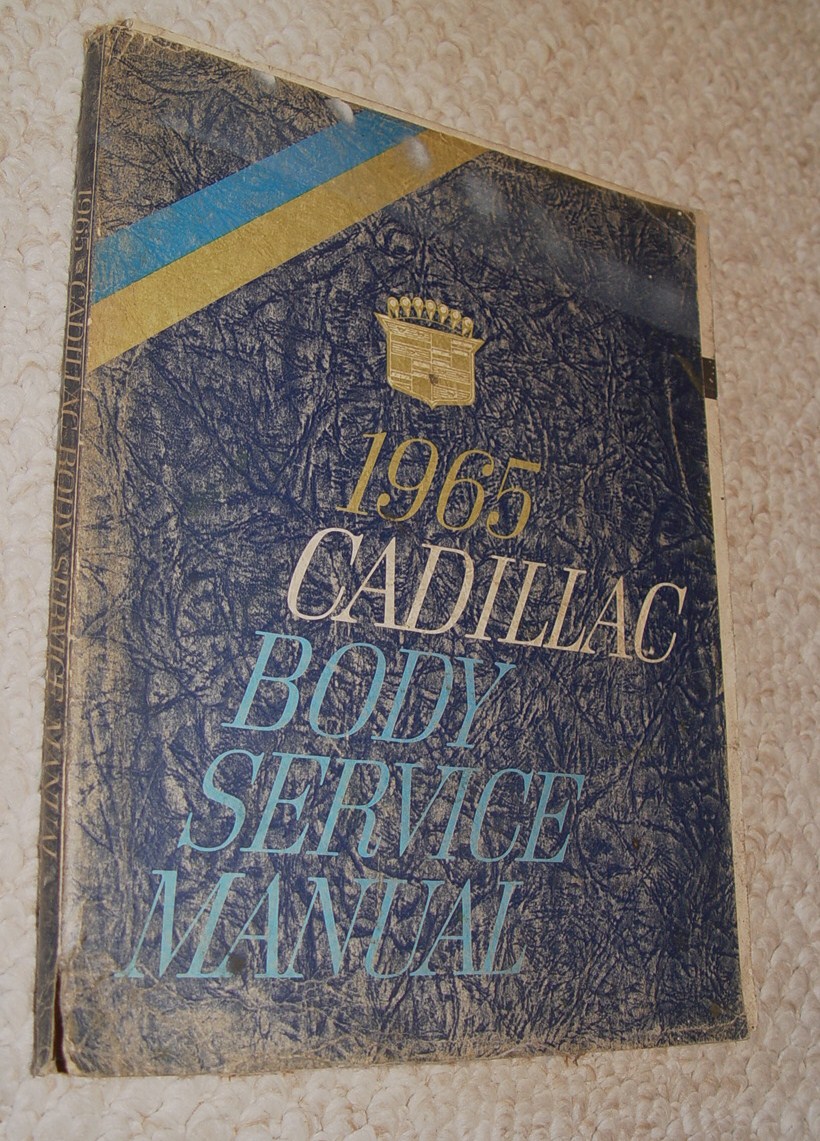 1965
CADILLAC
BODY
SERVICE
MANUAL
1965 CADILLAC BODY SERVICE MANUAL